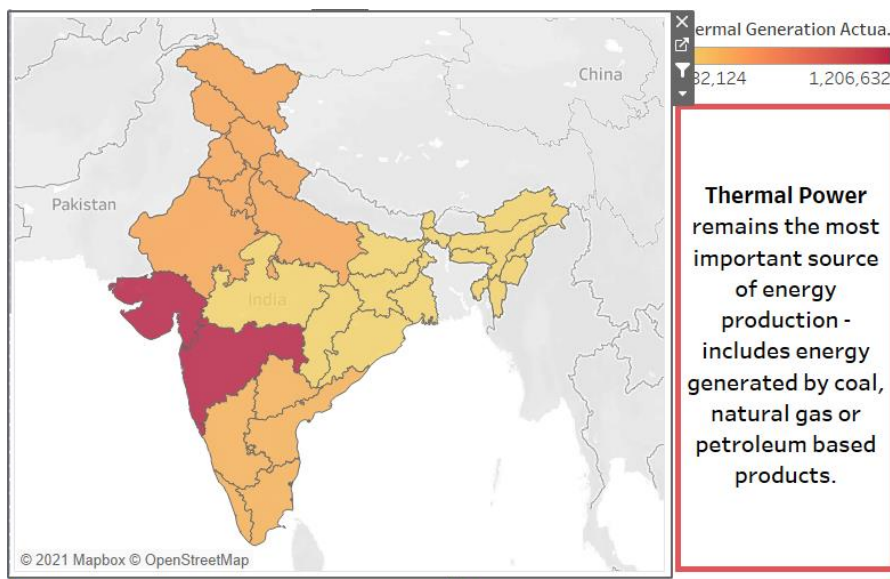 ermal Generation Actua.
32,124 1,206,632
China
Pakistan
India
Thermal Power
remains the most
important source
of energy
production -
includes energy
generated by coal,
natural gas or
petroleum based
products.
© 2021 Mapbox © OpenStreetMap